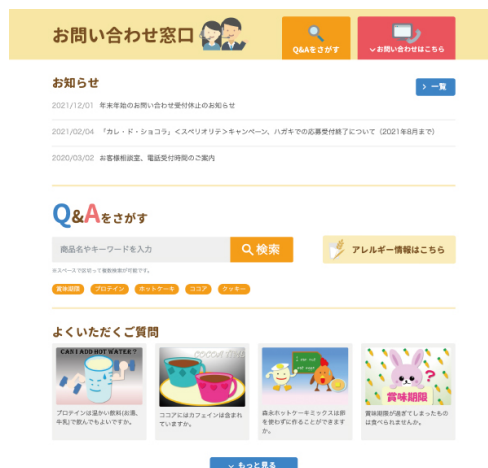 お問い合わせ窓口
Q&Aをさがす
お問い合わせはこちら
お知らせ
一覧
2021/12/01 年末年始のお問い合わせ受付休止のお知らせ
2021/02/04 「カレ・ド・ショコラ」＜スペリオリテ＞キャンペーン、ハガキでの応募受付終了について（2021年8月まで）
2020/03/02 お客様相談室、電話受付時間のご案内
Q&Aをさがす
商品名やキーワードを入力
検索
アレルギー情報はこちら
※スペースで区切って複数検索が可能です。
賞味期限 プロテイン ホットケーキ ココア クッキー
よくいただくご質問
CAN I ADD HOT WATER ?
プロテインは温かい飲料(お湯、
牛乳)で飲んでもよいですか。
COCOA TIME
ココアにはカフェインは含まれ
ていますか。
森永ホットケーキミックスは卵
を使わずに作ることができます
か。
?
賞味期限
賞味期限が過ぎてしまったもの
は食べられませんか。
もっと見る